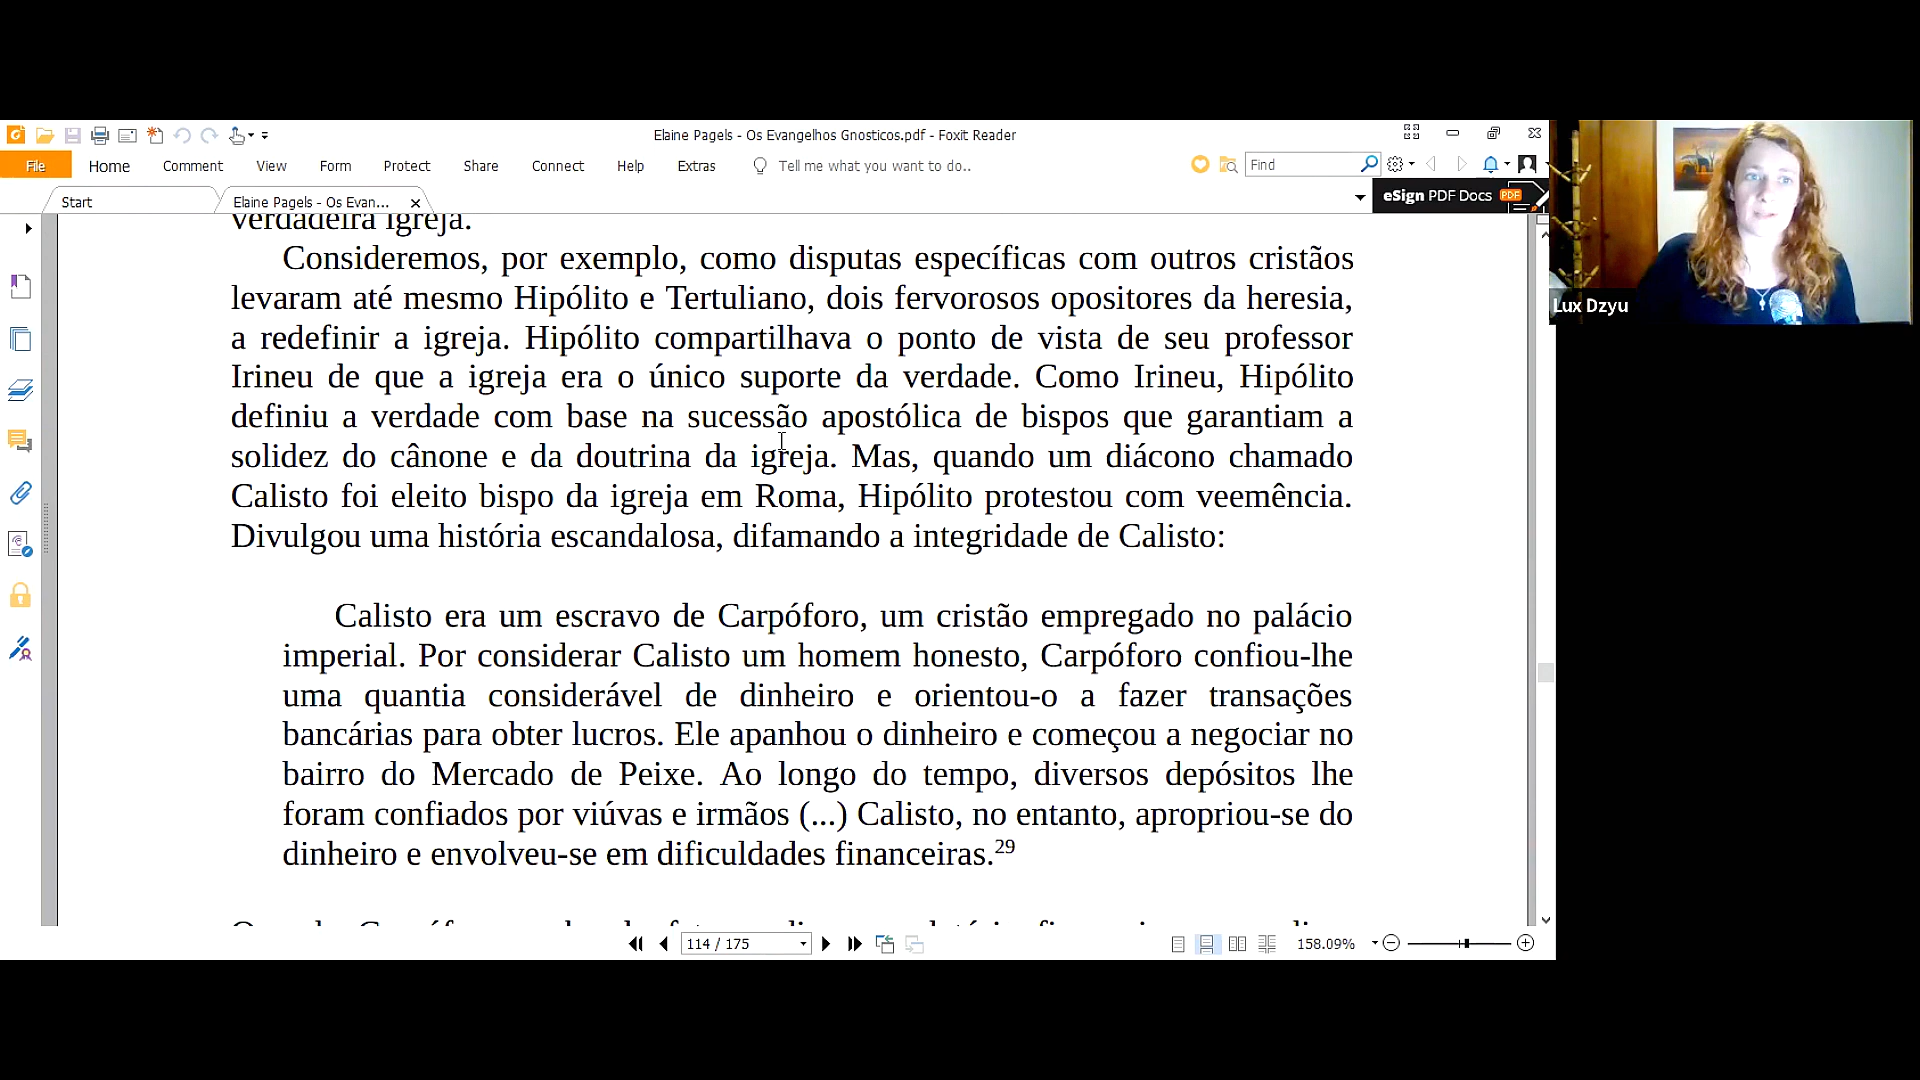 Elaine Pagels - Os Evangelhos Gnosticos.pdf - Foxit Reader
File Home Comment View Form Protect Share Connect Help Extras Tell me what you want to do.. Find
Start Elaine Pagels - Os Evan... eSign PDF Docs PDF
verdadeira igreja.
Consideremos, por exemplo, como disputas específicas com outros cristãos
levaram até mesmo Hipólito e Tertuliano, dois fervorosos opositores da heresia,
a redefinir a igreja. Hipólito compartilhava o ponto de vista de seu professor
Irineu de que a igreja era o único suporte da verdade. Como Irineu, Hipólito
definiu a verdade com base na sucessão apostólica de bispos que garantiam a
solidez do cânone e da doutrina da igreja. Mas, quando um diácono chamado
Calisto foi eleito bispo da igreja em Roma, Hipólito protestou com veemência.
Divulgou uma história escandalosa, difamando a integridade de Calisto:
Calisto era um escravo de Carpóforo, um cristão empregado no palácio
imperial. Por considerar Calisto um homem honesto, Carpóforo confiou-lhe
uma quantia considerável de dinheiro e orientou-o a fazer transações
bancárias para obter lucros. Ele apanhou o dinheiro e começou a negociar no
bairro do Mercado de Peixe. Ao longo do tempo, diversos depósitos lhe
foram confiados por viúvas e irmãos (...) Calisto, no entanto, apropriou-se do
dinheiro e envolveu-se em dificuldades financeiras.29
114 / 175 158.09%
Lux Dzyu